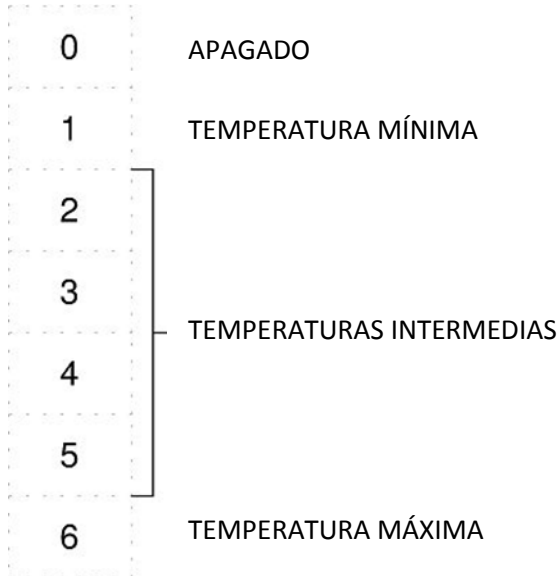 0 APAGADO
1 TEMPERATURA MÍNIMA
2
3
TEMPERATURAS INTERMEDIAS
4
5
6 TEMPERATURA MÁXIMA